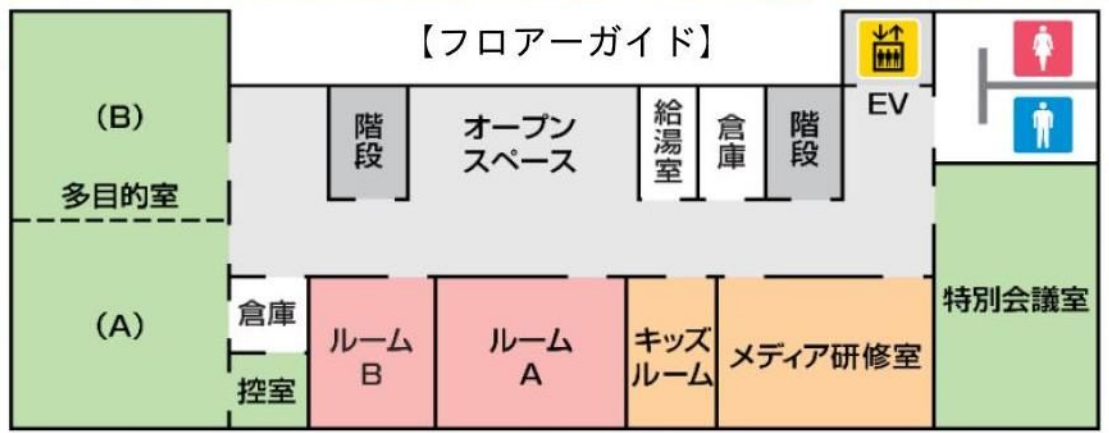 【フロアーガイド】
(B)
多目的室
(A)
階段
オープン
スペース
給湯室
倉庫
階段
EV
倉庫
控室
ルーム
B
ルーム
A
キッズ
ルーム
メディア研修室
特別会議室